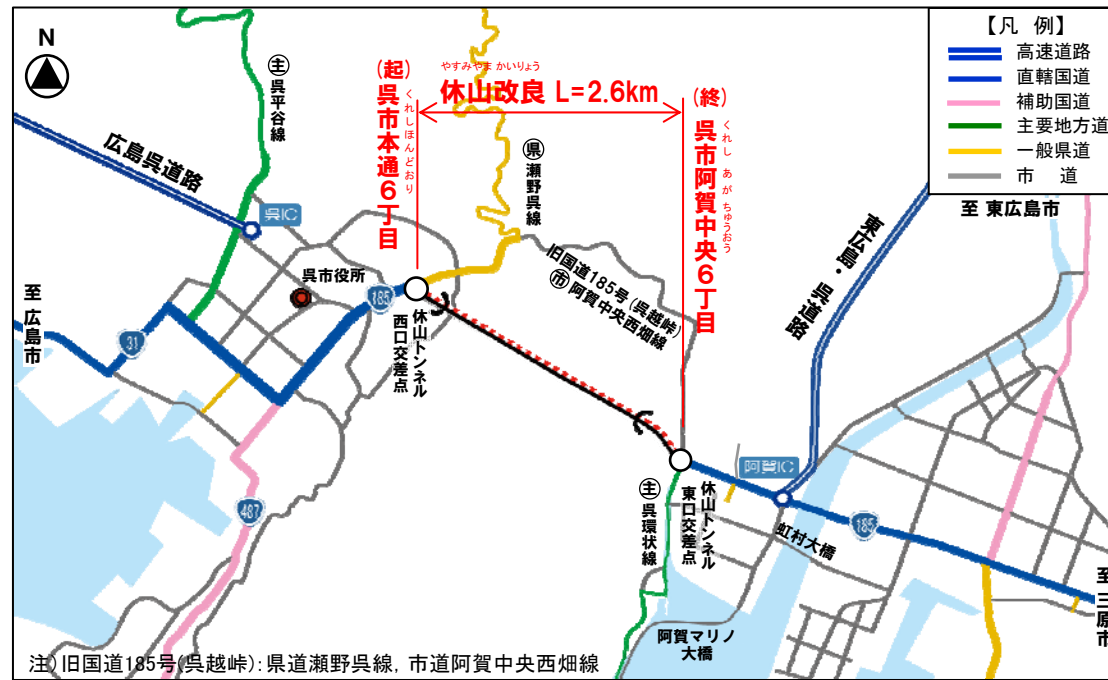 N
【凡 例】
高速道路
直轄国道
補助国道
主要地方道
一般県道
市 道
やすみやま かいりょう
休山改良 L=2.6km
(起)
呉市本通6丁目
くれしほんどおり
(終)
呉市阿賀中央6丁目
くれし あが ちゅうおう
主
呉平谷線
広島呉道路
呉IC
呉市役所
県
瀬野呉線
旧国道185号(呉越峠)
市 阿賀中央西畑線
至 東広島市
東広島・呉道路
至 広島市
31
185
休山トンネル
西口交差点
487
阿賀IC
休山トンネル
東口交差点
主
呉環状線
185
虹村大橋
至 三原市
阿賀マリノ
大橋
注)旧国道185号(呉越峠):県道瀬野呉線, 市道阿賀中央西畑線